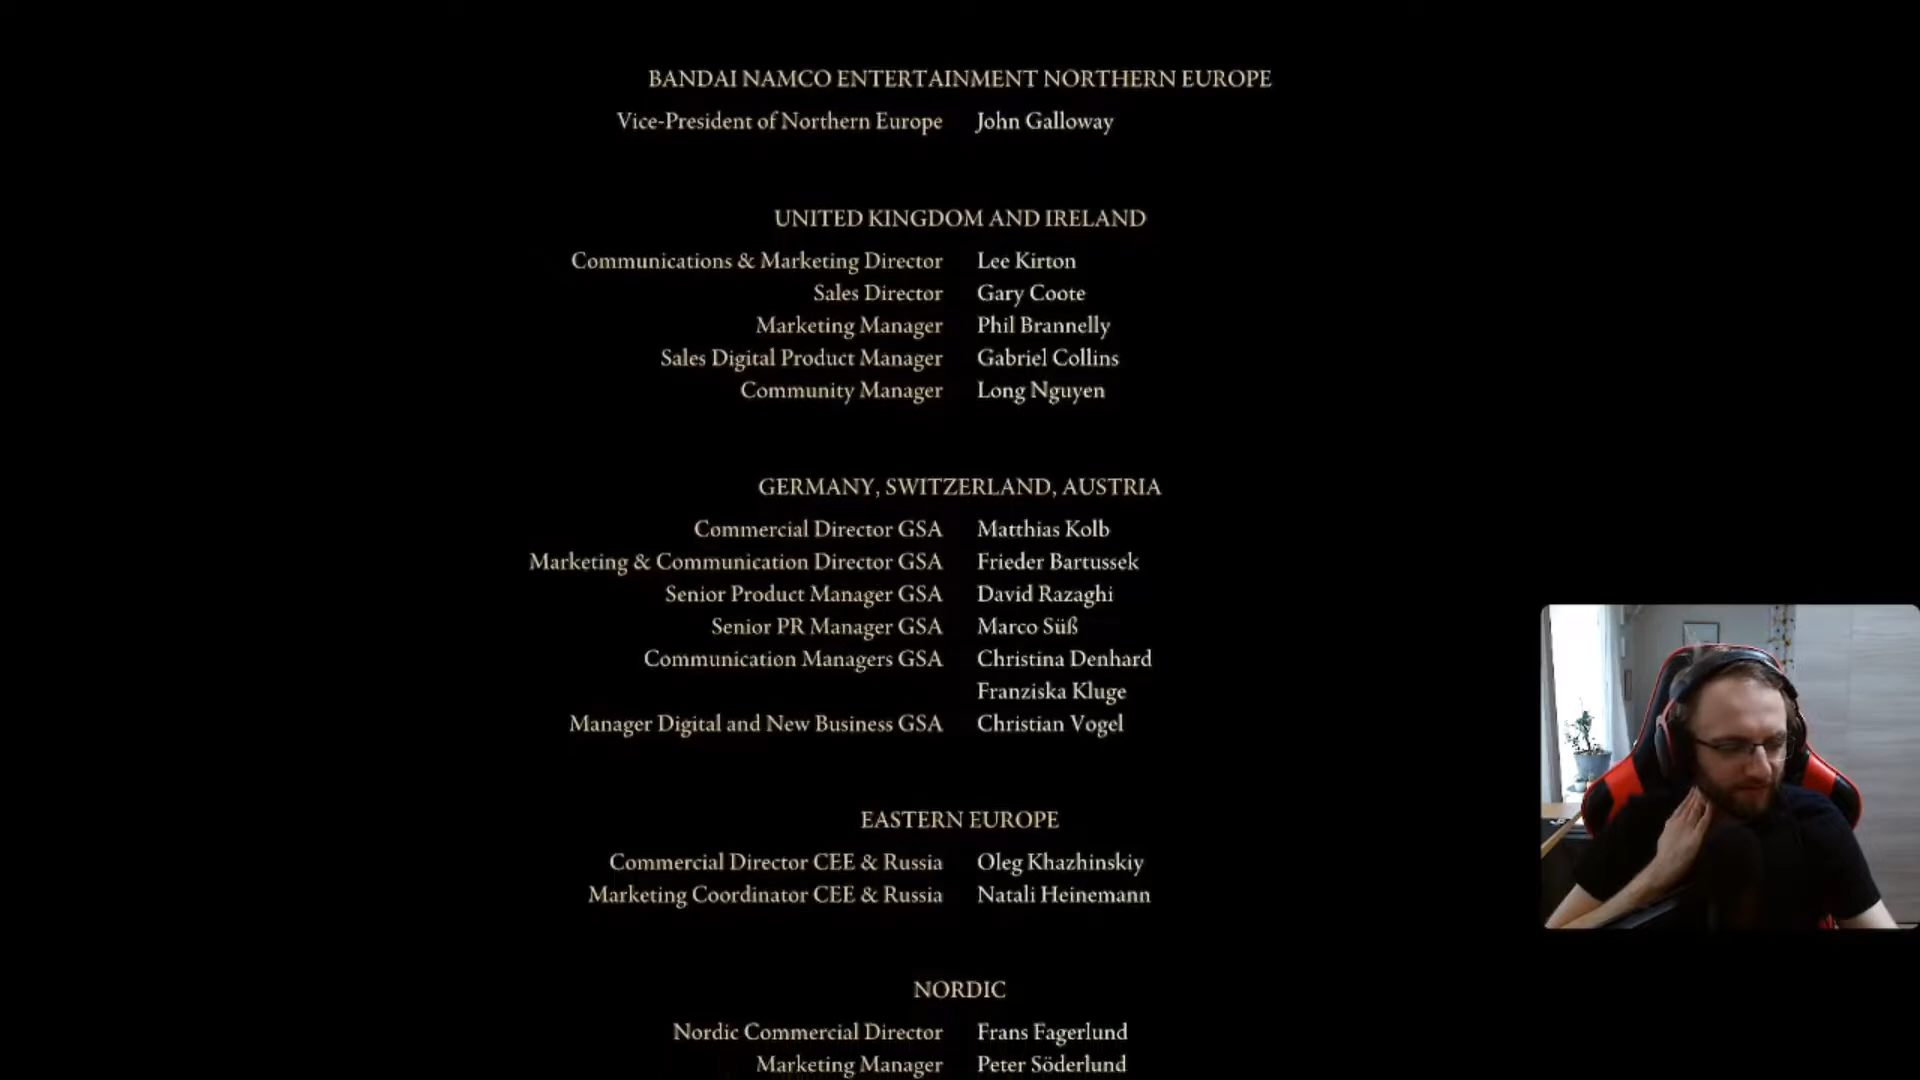 BANDAI NAMCO ENTERTAINMENT NORTHERN EUROPE
Vice-President of Northern Europe John Galloway
UNITED KINGDOM AND IRELAND
Communications & Marketing Director Lee Kirton
Sales Director Gary Coote
Marketing Manager Phil Brannelly
Sales Digital Product Manager Gabriel Collins
Community Manager Long Nguyen
GERMANY, SWITZERLAND, AUSTRIA
Commercial Director GSA Matthias Kolb
Marketing & Communication Director GSA Frieder Bartussek
Senior Product Manager GSA David Razaghi
Senior PR Manager GSA Marco Süß
Communication Managers GSA Christina Denhard
Franziska Kluge
Manager Digital and New Business GSA Christian Vogel
EASTERN EUROPE
Commercial Director CEE & Russia Oleg Khazhinskiy
Marketing Coordinator CEE & Russia Natali Heinemann
NORDIC
Nordic Commercial Director Frans Fagerlund
Marketing Manager Peter Söderlund